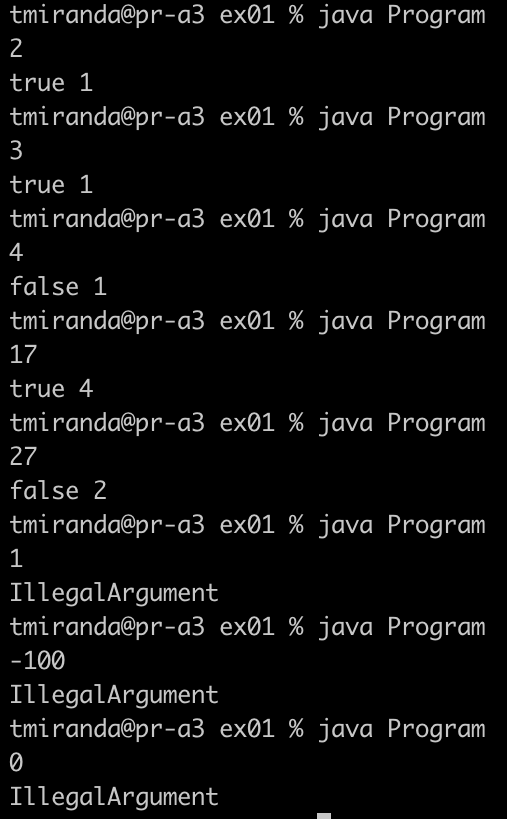 tmiranda@pr-a3 ex01 % java Program
2
true 1
tmiranda@pr-a3 ex01 % java Program
3
true 1
tmiranda@pr-a3 ex01 % java Program
4
false 1
tmiranda@pr-a3 ex01 % java Program
17
true 4
tmiranda@pr-a3 ex01 % java Program
27
false 2
tmiranda@pr-a3 ex01 % java Program
1
IllegalArgument
tmiranda@pr-a3 ex01 % java Program
-100
IllegalArgument
tmiranda@pr-a3 ex01 % java Program
0
IllegalArgument